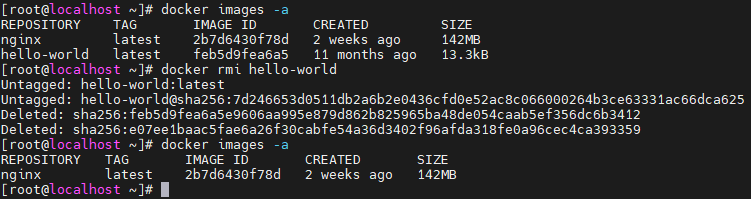 [root@localhost ~]# docker images -a
REPOSITORY    TAG       IMAGE ID       CREATED         SIZE
nginx         latest    2b7d6430f78d   2 weeks ago     142MB
hello-world   latest    feb5d9fea6a5   11 months ago   13.3kB
[root@localhost ~]# docker rmi hello-world
Untagged: hello-world:latest
Untagged: hello-world@sha256:7d246653d0511db2a6b2e0436cfd0e52ac8c066000264b3ce63331ac66dca625
Deleted: sha256:feb5d9fea6a5e9606aa995e879d862b825965ba48de054caab5ef356dc6b3412
Deleted: sha256:e07ee1baac5fae6a26f30cabfe54a36d3402f96afda318fe0a96cec4ca393359
[root@localhost ~]# docker images -a
REPOSITORY   TAG       IMAGE ID       CREATED       SIZE
nginx        latest    2b7d6430f78d   2 weeks ago   142MB
[root@localhost ~]#